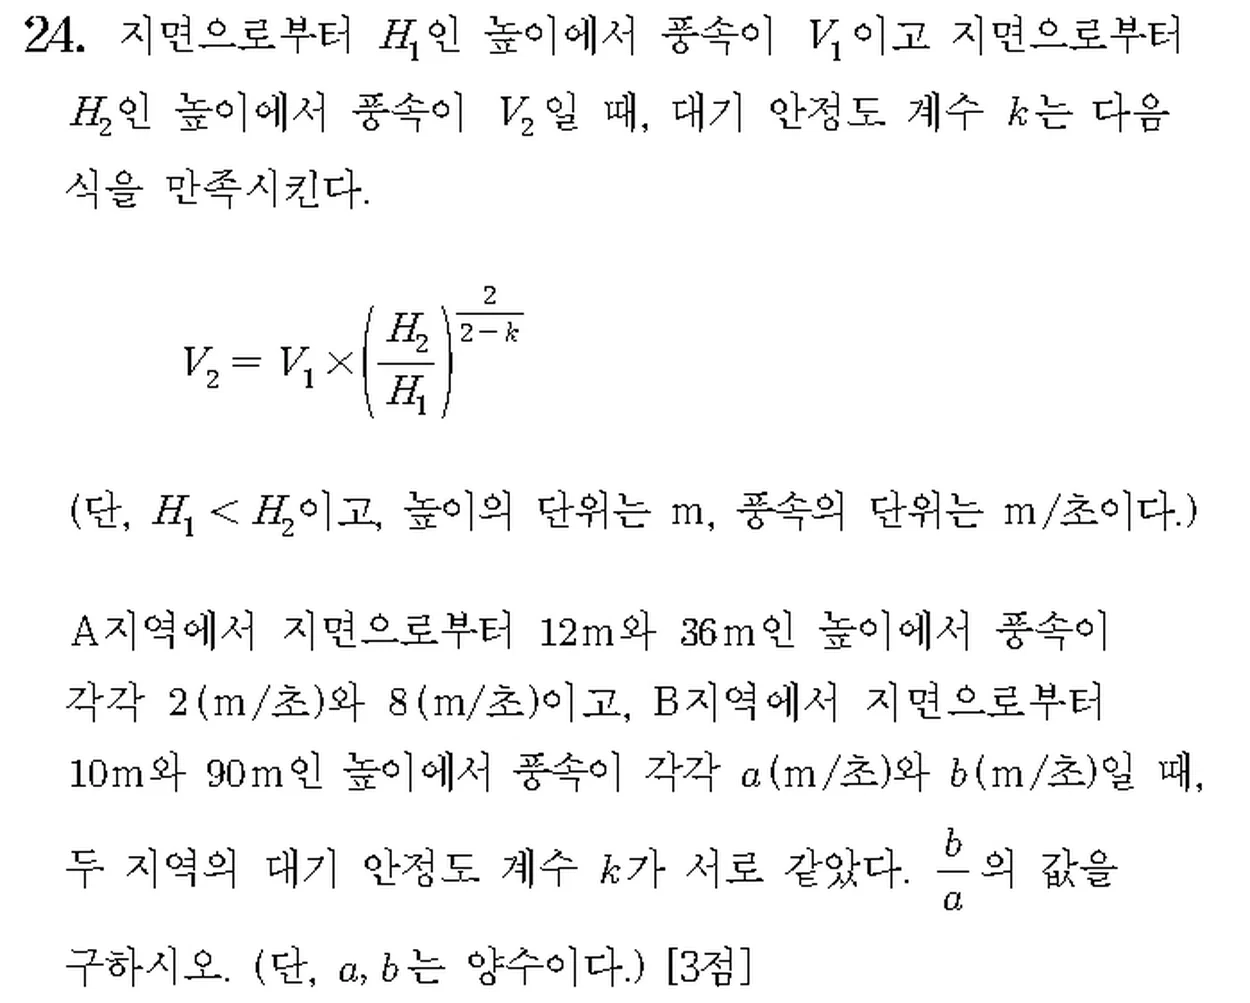 24. 지면으로부터 H₁인 높이에서 풍속이 V₁이고 지면으로부터
H₂인 높이에서 풍속이 V₂일 때, 대기 안정도 계수 k는 다음
식을 만족시킨다.
V₂ = V₁ × (H₂/H₁)^(2/(2−k))
(단, H₁ < H₂이고, 높이의 단위는 m, 풍속의 단위는 m/초이다.)
A지역에서 지면으로부터 12m와 36m인 높이에서 풍속이
각각 2(m/초)와 8(m/초)이고, B지역에서 지면으로부터
10m와 90m인 높이에서 풍속이 각각 a(m/초)와 b(m/초)일 때,
두 지역의 대기 안정도 계수 k가 서로 같았다. b/a의 값을
구하시오. (단, a, b는 양수이다.) [3점]